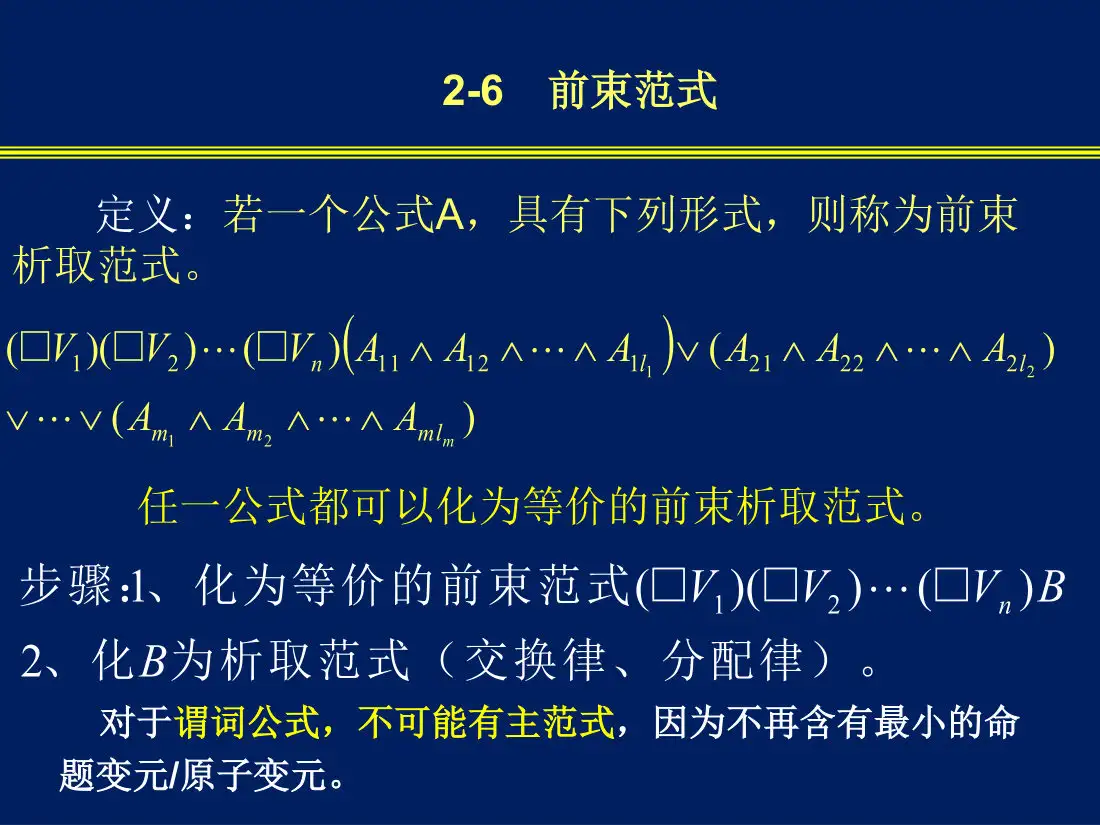 2-6 前束范式
定义：若一个公式A，具有下列形式，则称为前束
析取范式。
(□V₁)(□V₂)⋯(□Vₙ)(A₁₁∧A₁₂∧⋯∧A₁ₗ₁)∨(A₂₁∧A₂₂∧⋯∧A₂ₗ₂)
∨⋯∨(Aₘ₁∧Aₘ₂∧⋯∧Aₘₗₘ)
任一公式都可以化为等价的前束析取范式。
步骤:1、化为等价的前束范式(□V₁)(□V₂)⋯(□Vₙ)B
2、化B为析取范式（交换律、分配律）。
对于谓词公式，不可能有主范式，因为不再含有最小的命
题变元/原子变元。